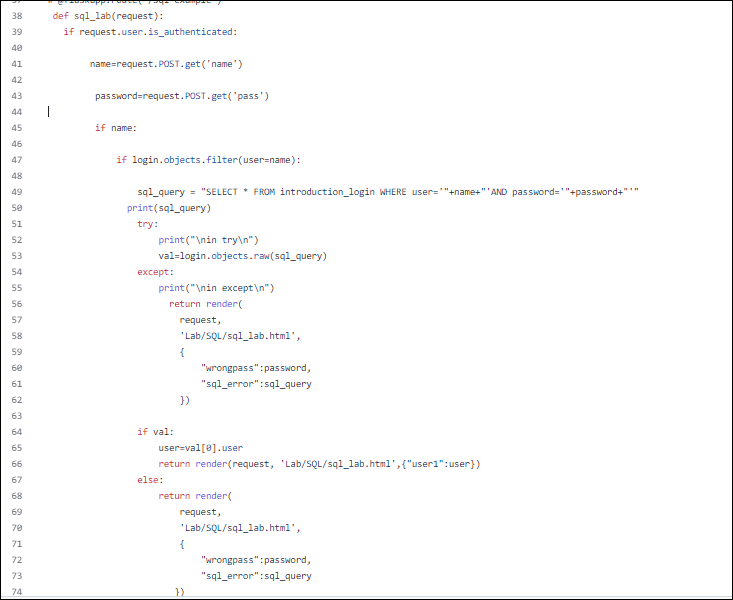 38 def sql_lab(request):
39 if request.user.is_authenticated:
40
41 name=request.POST.get('name')
42
43 password=request.POST.get('pass')
44
45 if name:
46
47 if login.objects.filter(user=name):
48
49 sql_query = "SELECT * FROM introduction_login WHERE user='"+name+"'AND password='"+password+"'"
50 print(sql_query)
51 try:
52 print("\nin try\n")
53 val=login.objects.raw(sql_query)
54 except:
55 print("\nin except\n")
56 return render(
57 request,
58 'Lab/SQL/sql_lab.html',
59 {
60 "wrongpass":password,
61 "sql_error":sql_query
62 })
63
64 if val:
65 user=val[0].user
66 return render(request, 'Lab/SQL/sql_lab.html',{"user1":user})
67 else:
68 return render(
69 request,
70 'Lab/SQL/sql_lab.html',
71 {
72 "wrongpass":password,
73 "sql_error":sql_query
74 })